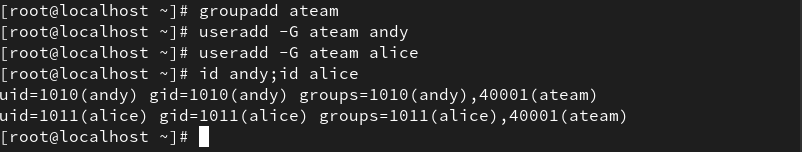 [root@localhost ~]# groupadd ateam
[root@localhost ~]# useradd -G ateam andy
[root@localhost ~]# useradd -G ateam alice
[root@localhost ~]# id andy;id alice
uid=1010(andy) gid=1010(andy) groups=1010(andy),40001(ateam)
uid=1011(alice) gid=1011(alice) groups=1011(alice),40001(ateam)
[root@localhost ~]#